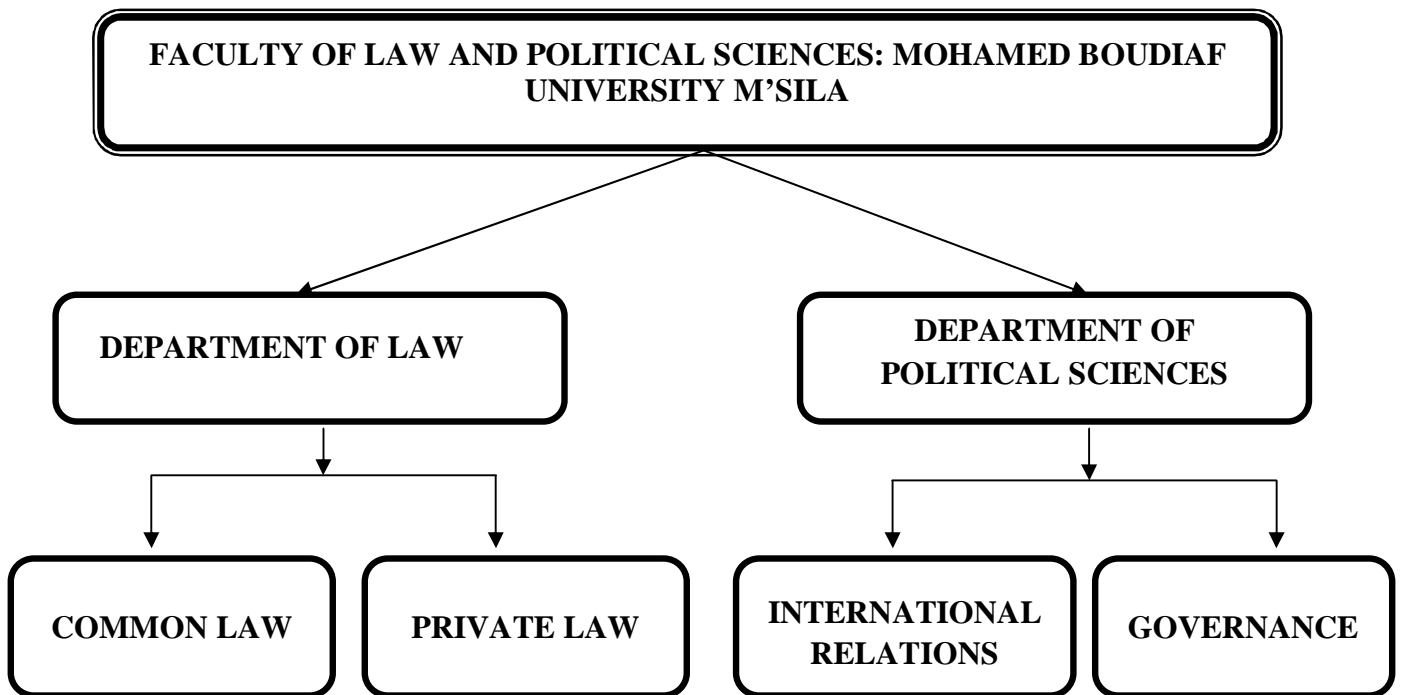 FACULTY OF LAW AND POLITICAL SCIENCES: MOHAMED BOUDIAF
UNIVERSITY M’SILA
DEPARTMENT OF LAW
DEPARTMENT OF
POLITICAL SCIENCES
COMMON LAW
PRIVATE LAW
INTERNATIONAL
RELATIONS
GOVERNANCE